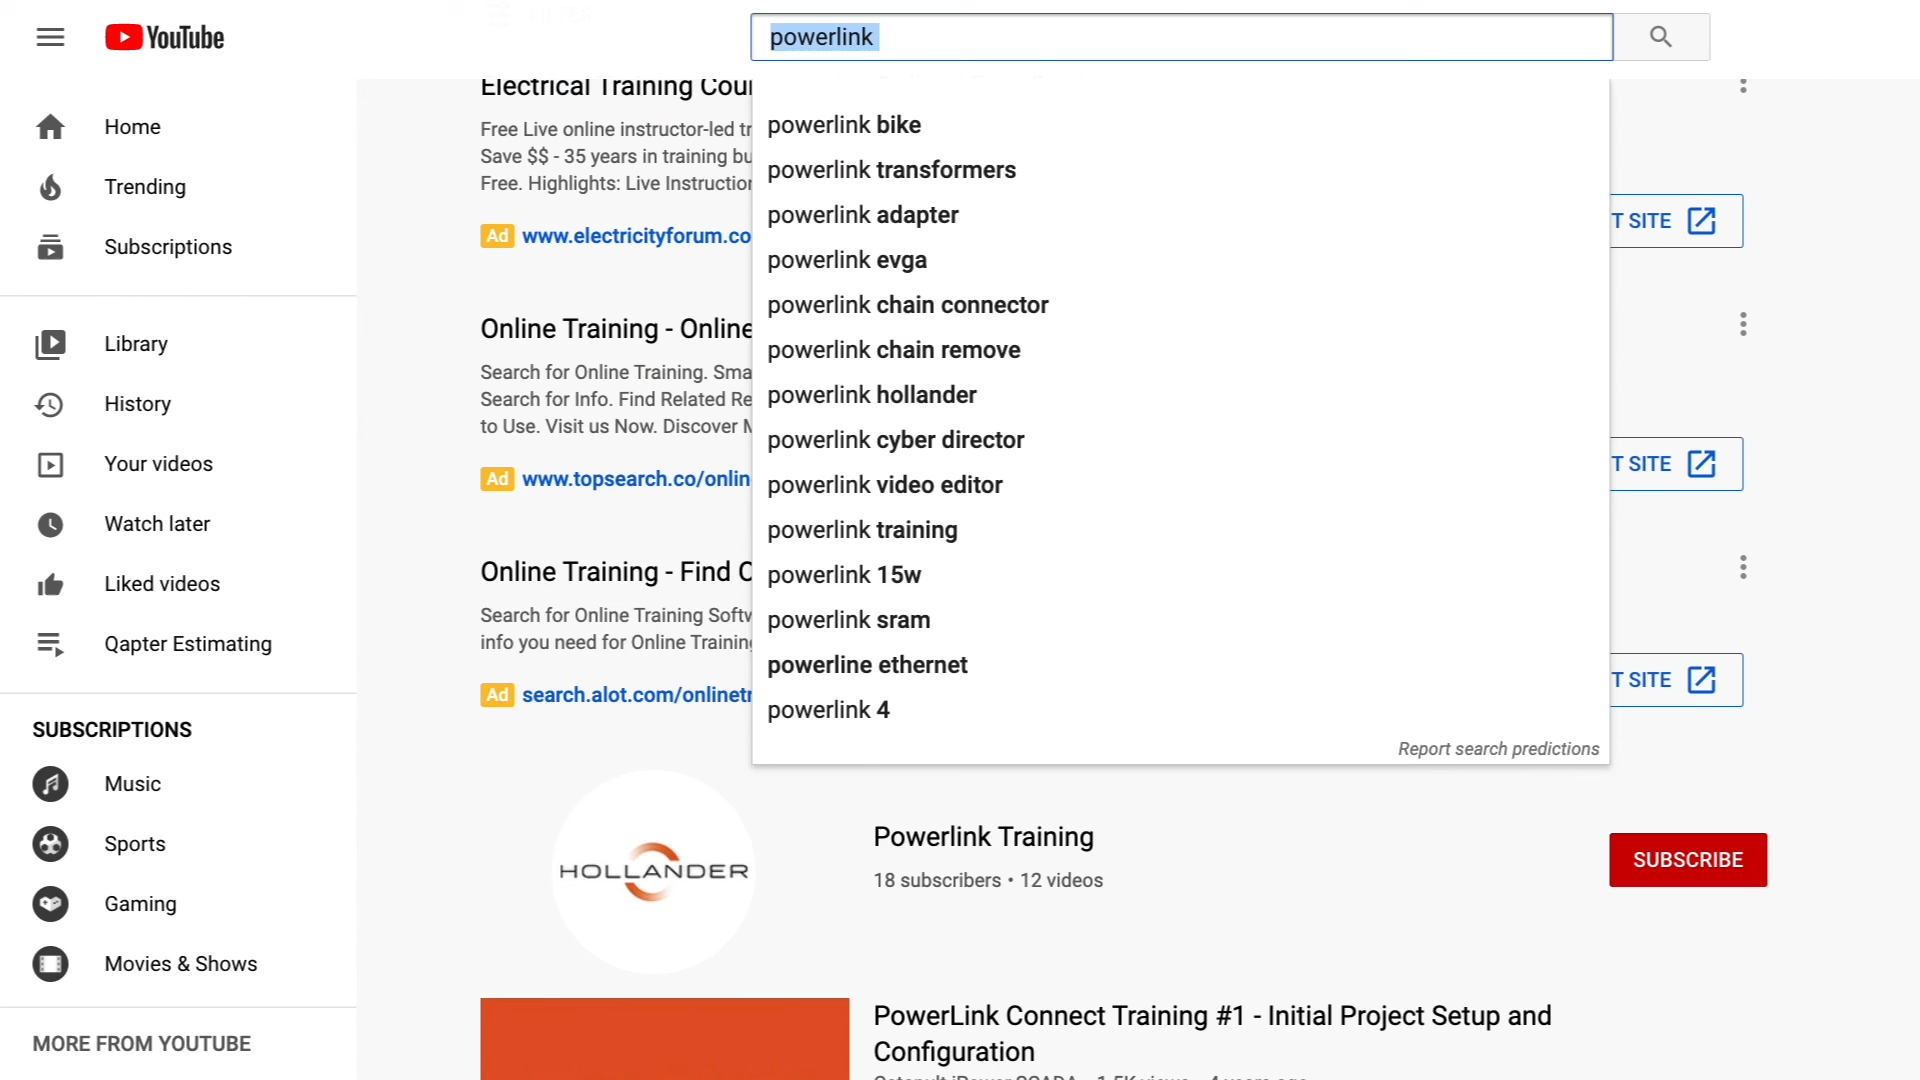 YouTube
powerlink
Home
Trending
Subscriptions
Library
History
Your videos
Watch later
Liked videos
Qapter Estimating
SUBSCRIPTIONS
Music
Sports
Gaming
Movies & Shows
MORE FROM YOUTUBE
Electrical Training Cou
Free Live online instructor-led tr
Save $$ - 35 years in training bu
Free. Highlights: Live Instruction
Ad www.electricityforum.co
T SITE
Online Training - Online
Search for Online Training. Sma
Search for Info. Find Related Re
to Use. Visit us Now. Discover M
Ad www.topsearch.co/onlin
T SITE
Online Training - Find O
Search for Online Training Softw
info you need for Online Training
Ad search.alot.com/onlinetr
T SITE
powerlink bike
powerlink transformers
powerlink adapter
powerlink evga
powerlink chain connector
powerlink chain remove
powerlink hollander
powerlink cyber director
powerlink video editor
powerlink training
powerlink 15w
powerlink sram
powerline ethernet
powerlink 4
Report search predictions
HOLLANDER
Powerlink Training
18 subscribers • 12 videos
SUBSCRIBE
PowerLink Connect Training #1 - Initial Project Setup and
Configuration